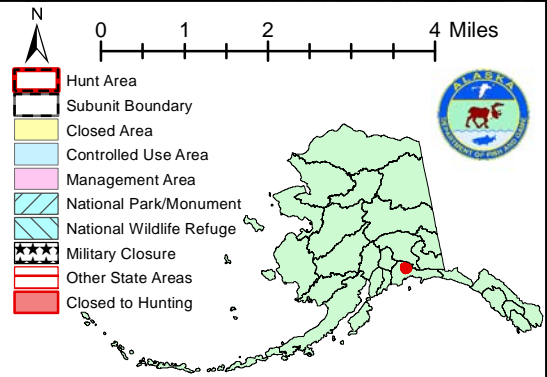 N
0 2 4 Miles
Hunt Area
Subunit Boundary
Closed Area
Controlled Use Area
Management Area
National Park/Monument
National Wildlife Refuge
Military Closure
Other State Areas
Closed to Hunting
ALASKA
DEPARTMENT OF FISH AND GAME